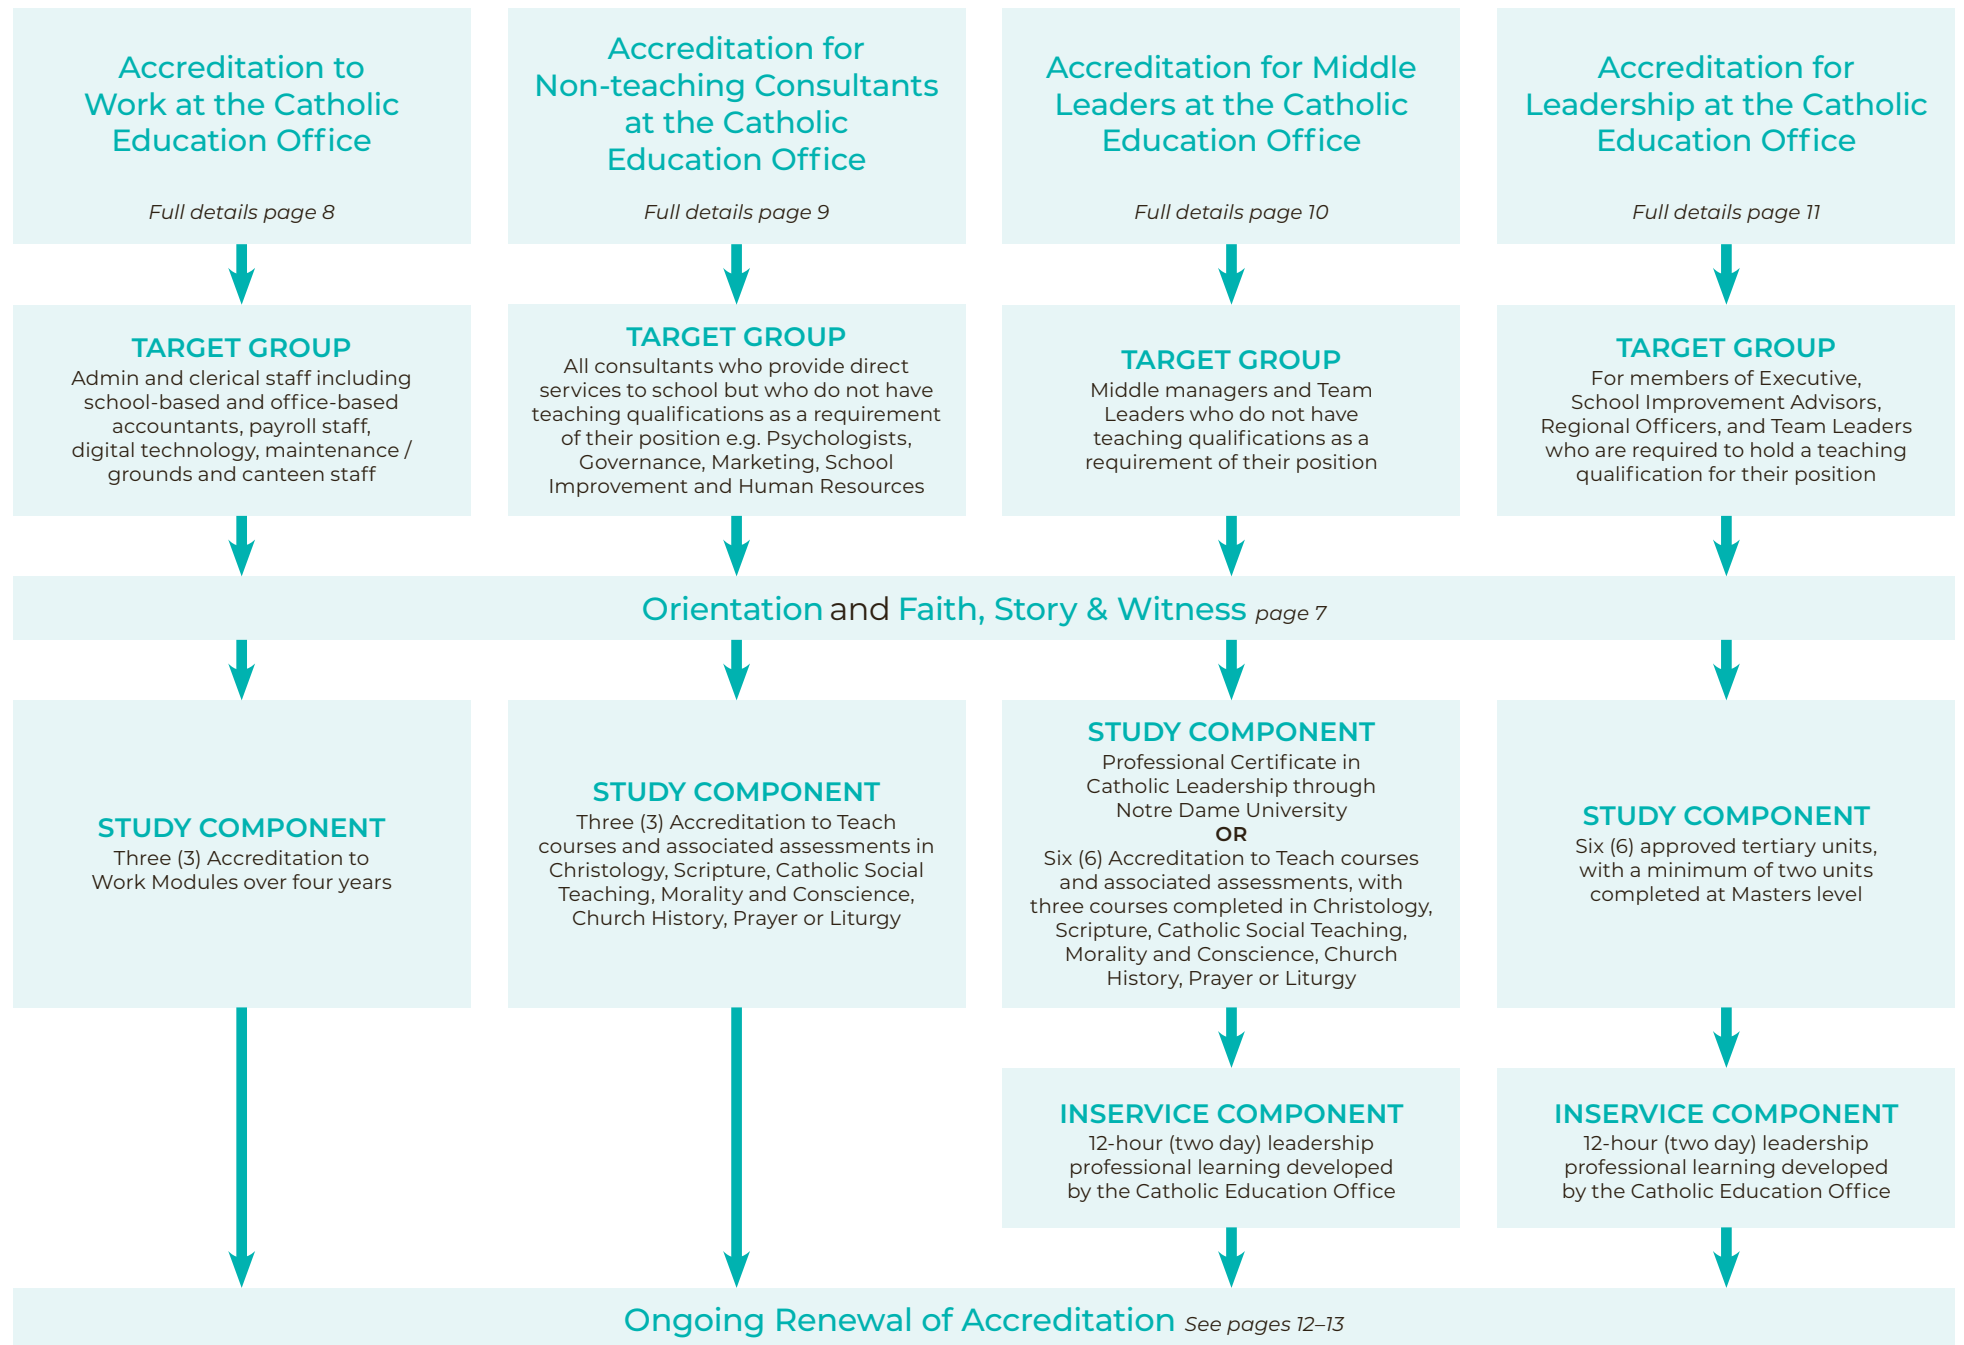 Accreditation to
Work at the Catholic
Education Office
Full details page 8
Accreditation for
Non-teaching Consultants
at the Catholic
Education Office
Full details page 9
Accreditation for Middle
Leaders at the Catholic
Education Office
Full details page 10
Accreditation for
Leadership at the Catholic
Education Office
Full details page 11
TARGET GROUP
Admin and clerical staff including
school-based and office-based
accountants, payroll staff,
digital technology, maintenance /
grounds and canteen staff
TARGET GROUP
All consultants who provide direct
services to school but who do not have
teaching qualifications as a requirement
of their position e.g. Psychologists,
Governance, Marketing, School
Improvement and Human Resources
TARGET GROUP
Middle managers and Team
Leaders who do not have
teaching qualifications as a
requirement of their position
TARGET GROUP
For members of Executive,
School Improvement Advisors,
Regional Officers, and Team Leaders
who are required to hold a teaching
qualification for their position
Orientation and Faith, Story & Witness page 7
STUDY COMPONENT
Three (3) Accreditation to
Work Modules over four years
STUDY COMPONENT
Three (3) Accreditation to Teach
courses and associated assessments in
Christology, Scripture, Catholic Social
Teaching, Morality and Conscience,
Church History, Prayer or Liturgy
STUDY COMPONENT
Professional Certificate in
Catholic Leadership through
Notre Dame University
OR
Six (6) Accreditation to Teach courses
and associated assessments, with
three courses completed in Christology,
Scripture, Catholic Social Teaching,
Morality and Conscience, Church
History, Prayer or Liturgy
STUDY COMPONENT
Six (6) approved tertiary units,
with a minimum of two units
completed at Masters level
INSERVICE COMPONENT
12-hour (two day) leadership
professional learning developed
by the Catholic Education Office
INSERVICE COMPONENT
12-hour (two day) leadership
professional learning developed
by the Catholic Education Office
Ongoing Renewal of Accreditation See pages 12–13